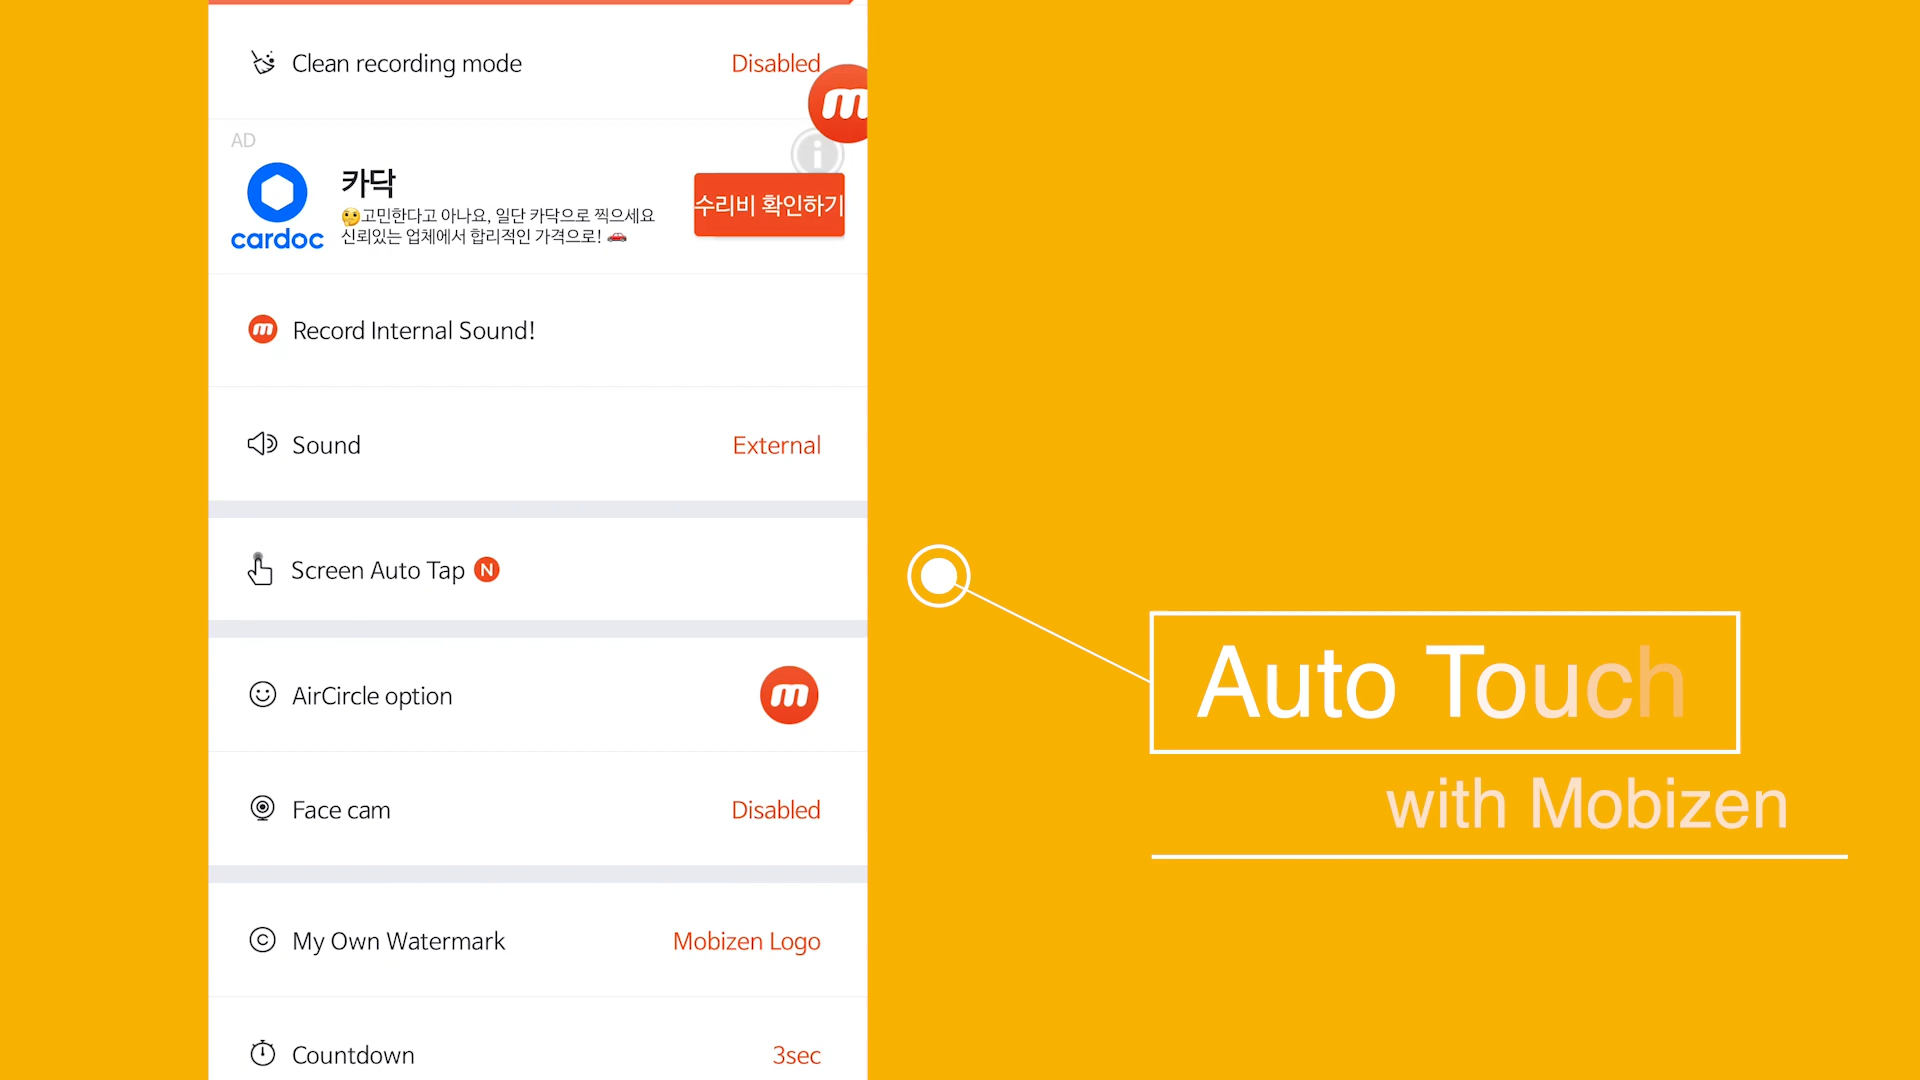 Clean recording mode
Disabled
m
AD
i
cardoc
카닥
🤔고민한다고 아나요, 일단 카닥으로 찍으세요
신뢰있는 업체에서 합리적인 가격으로! 🚗
수리비 확인하기
m
Record Internal Sound!
Sound
External
Screen Auto Tap N
AirCircle option
m
Face cam
Disabled
© My Own Watermark
Mobizen Logo
Countdown
3sec
Auto Touch
with Mobizen